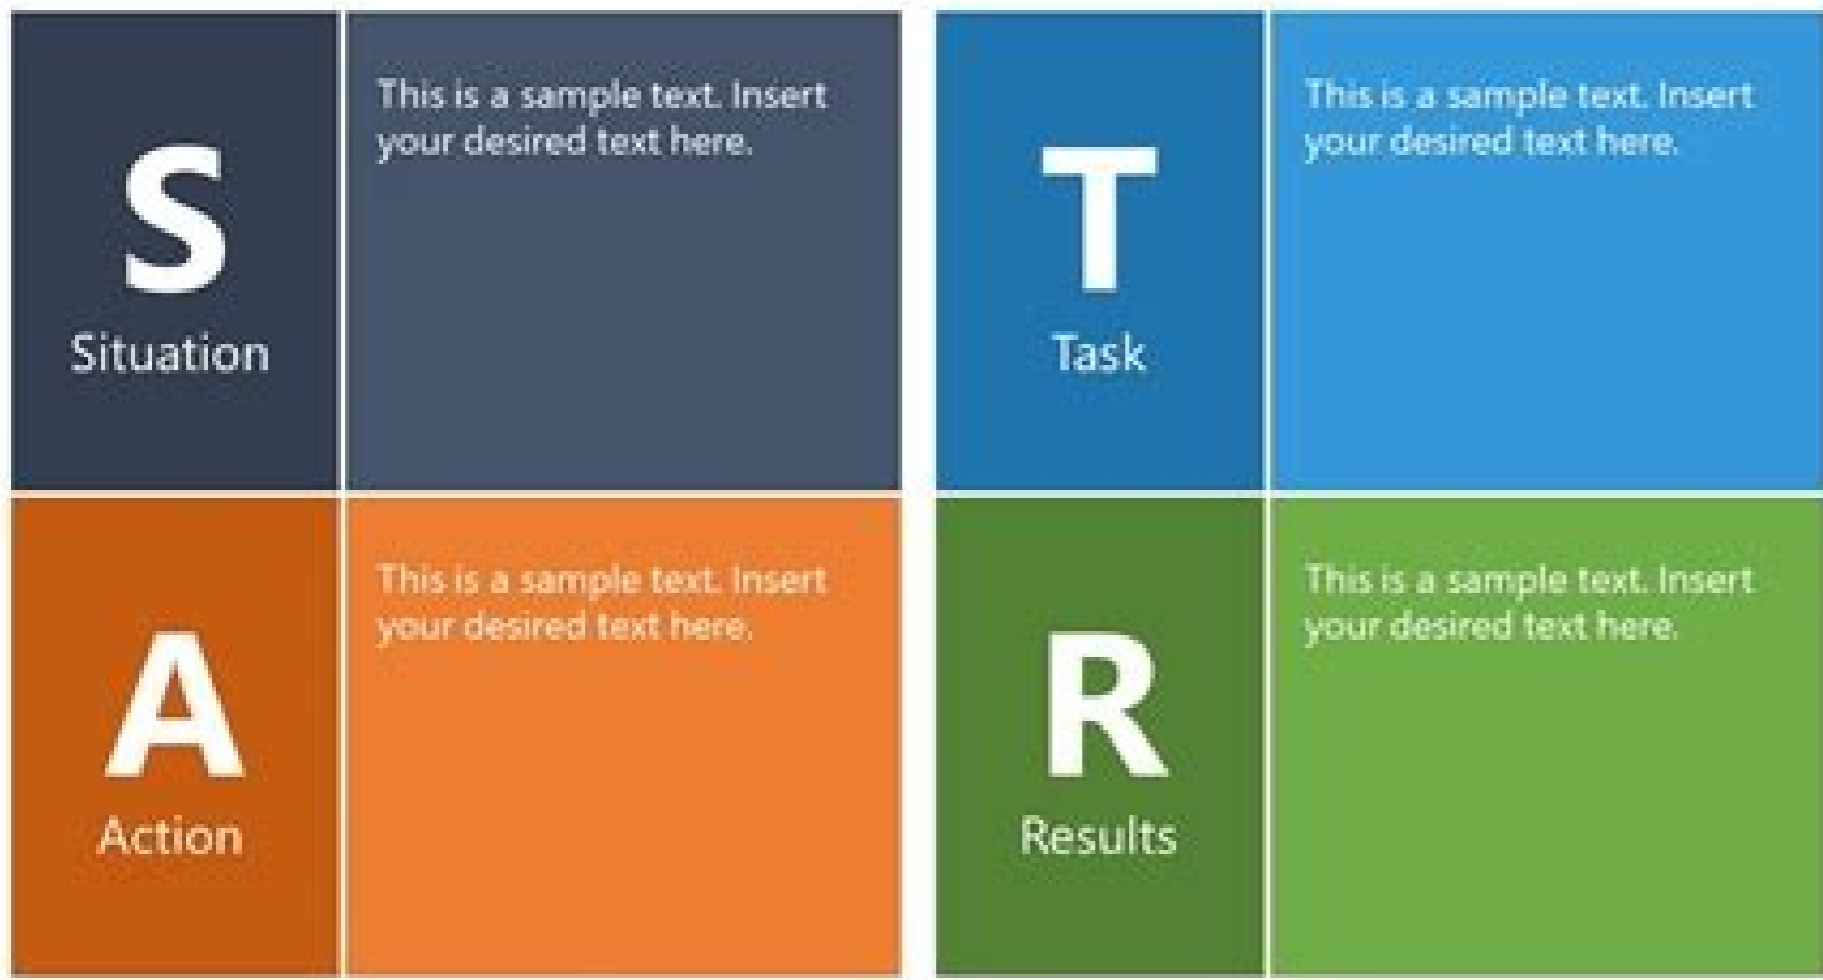 S
Situation
This is a sample text. Insert
your desired text here.
T
Task
This is a sample text. Insert
your desired text here.
A
Action
This is a sample text. Insert
your desired text here.
R
Results
This is a sample text. Insert
your desired text here.